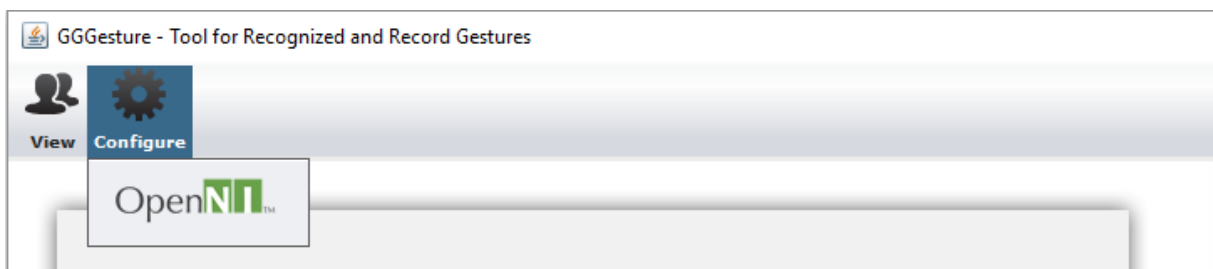 GGGesture - Tool for Recognized and Record Gestures
View Configure
OpenNI™